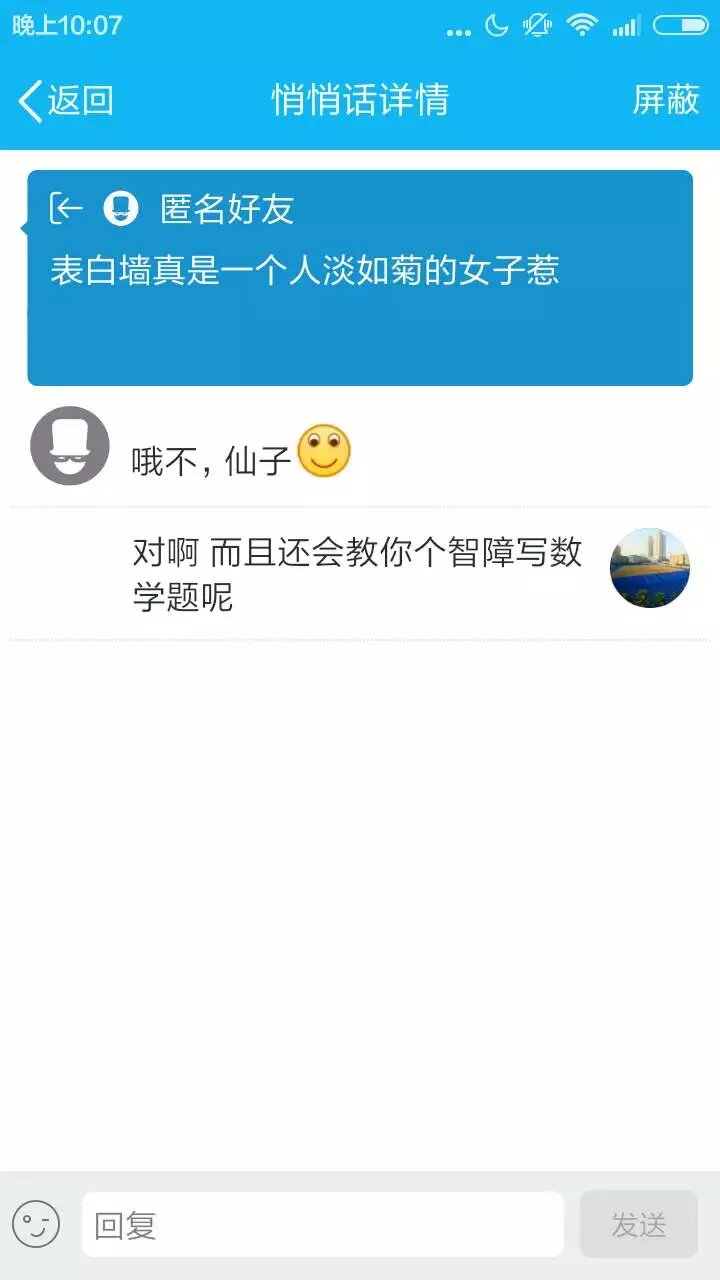 晚上10:07
返回
悄悄话详情
屏蔽
匿名好友
表白墙真是一个人淡如菊的女子惹
哦不，仙子
对啊 而且还会教你个智障写数
学题呢
回复
发送